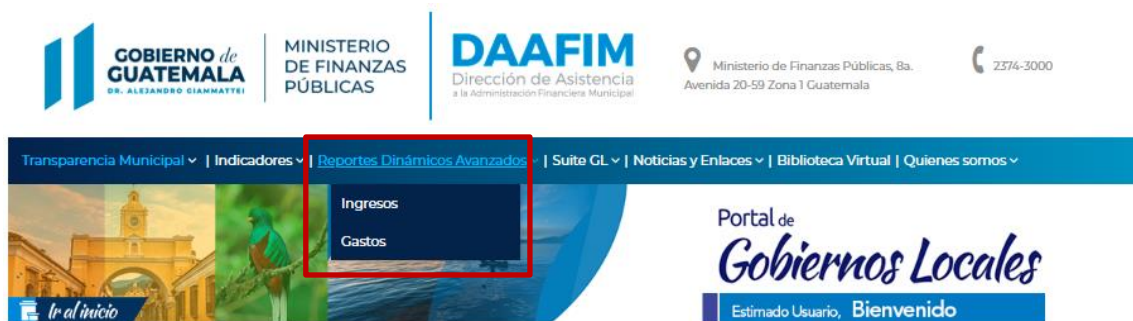 GOBIERNO de
GUATEMALA
DR. ALEJANDRO GIAMMATTEI
MINISTERIO
DE FINANZAS
PÚBLICAS
DAAFIM
Dirección de Asistencia
a la Administración Financiera Municipal
Ministerio de Finanzas Públicas, 8a.
Avenida 20-59 Zona 1 Guatemala
2374-3000
Transparencia Municipal | Indicadores | Reportes Dinámicos Avanzados | Suite GL | Noticias y Enlaces | Biblioteca Virtual | Quienes somos
Ingresos
Gastos
Ir al inicio
Portal de
Gobiernos Locales
Estimado Usuario, Bienvenido